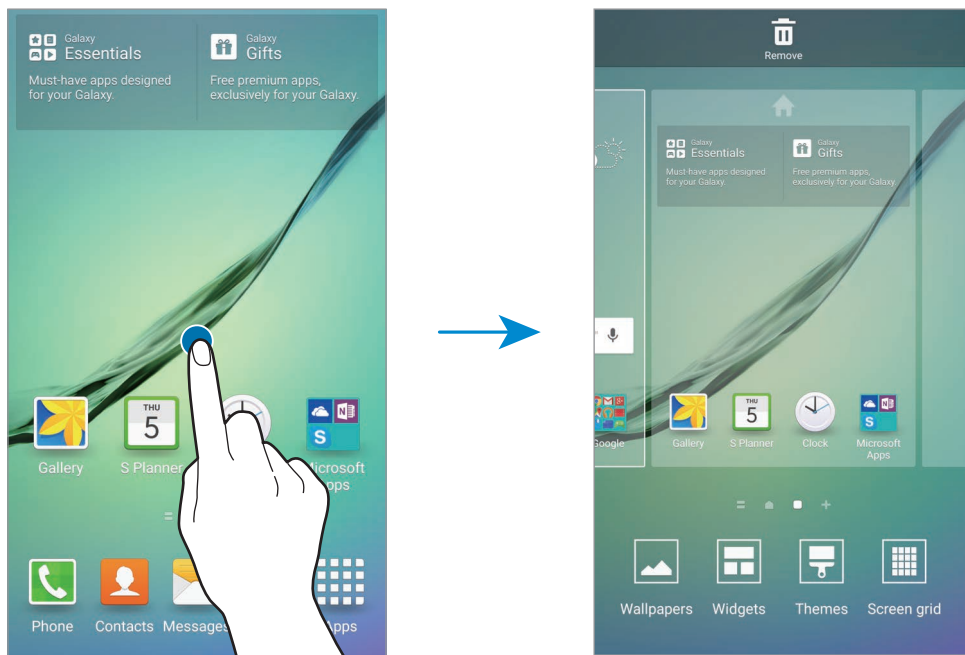 Galaxy
Essentials
Must-have apps designed
for your Galaxy.
Galaxy
Gifts
Free premium apps,
exclusively for your Galaxy.
THU
5
N
S
Gallery
S Planner
Microsoft
Apps
Phone
Contacts
Messages
Apps
Remove
Galaxy
Essentials
Must-have apps designed
for your Galaxy.
Galaxy
Gifts
Free premium apps,
exclusively for your Galaxy.
THU
5
N
S
Google
Gallery
S Planner
Clock
Microsoft
Apps
Wallpapers
Widgets
Themes
Screen grid